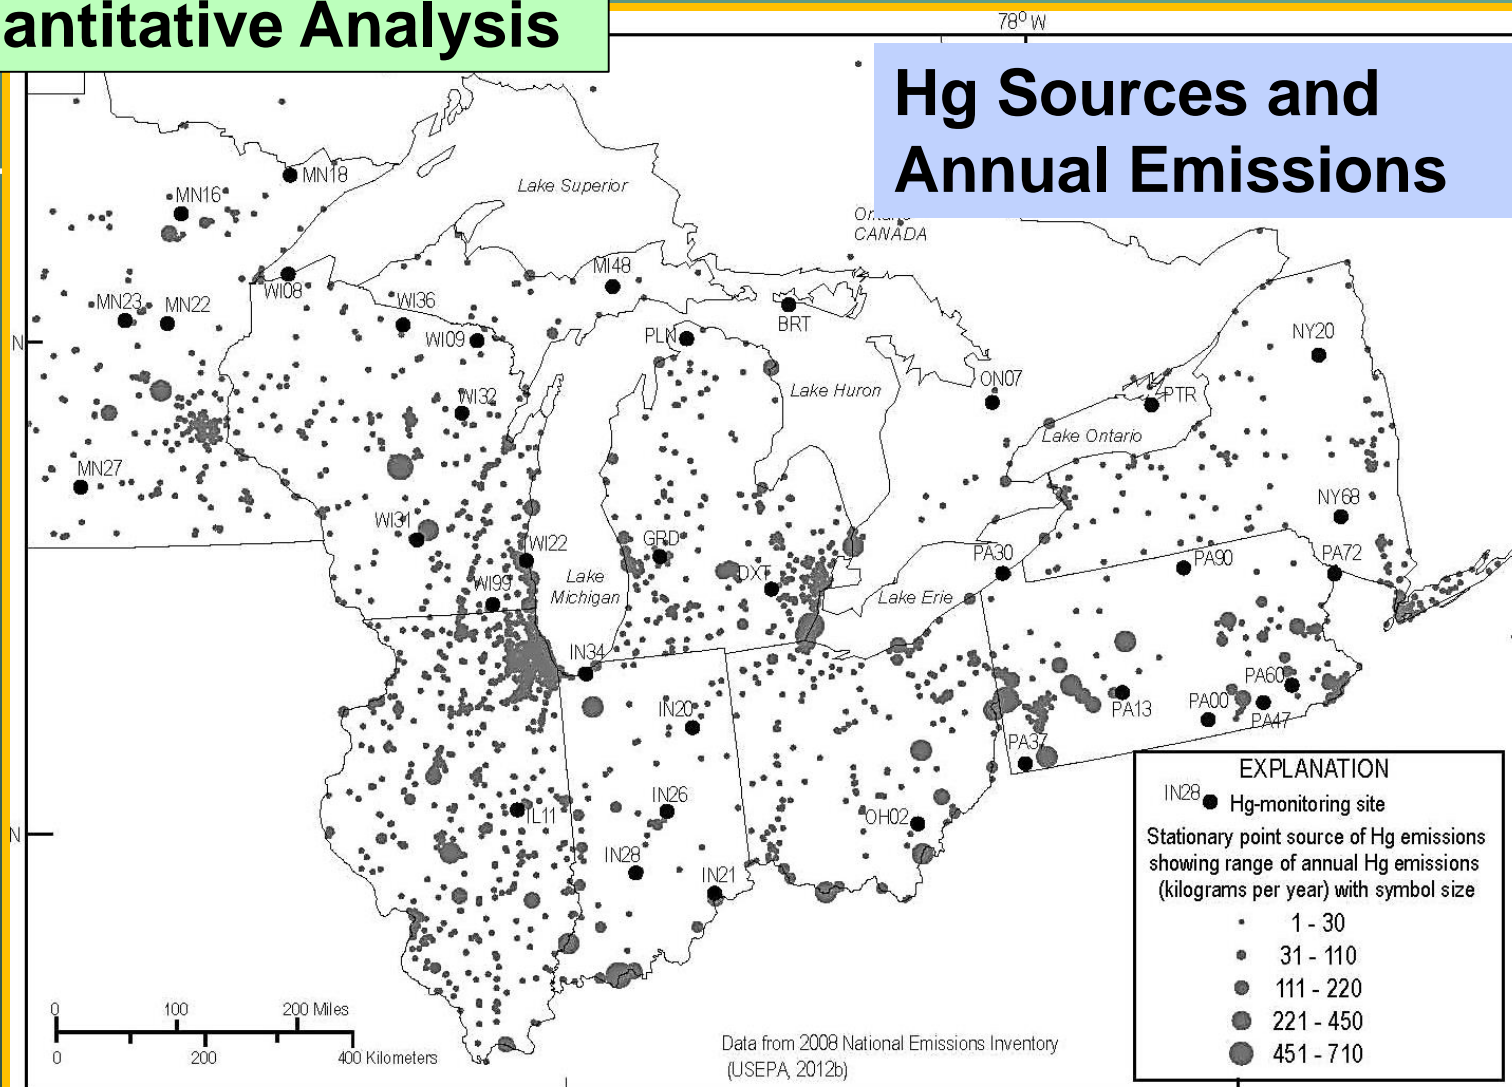 antitative Analysis
78º W
Hg Sources and
Annual Emissions
MN18
MN16
Lake Superior
CANADA
WI08
MI48
MN23
MN22
WI36
WI09
PLN
BRT
NY20
N
Lake Huron
ON07
PTR
WI32
Lake Ontario
MN27
NY68
WI31
WI22
GRD
DXT
PA30
PA90
PA72
WI99
Lake
Michigan
Lake Erie
IN34
PA60
PA00
PA13
PA47
IN20
PA37
IN26
IL11
OH02
N
IN28
IN21
EXPLANATION
IN28 Hg-monitoring site
Stationary point source of Hg emissions
showing range of annual Hg emissions
(kilograms per year) with symbol size
1 - 30
31 - 110
111 - 220
221 - 450
451 - 710
0 100 200 Miles
0 200 400 Kilometers
Data from 2008 National Emissions Inventory
(USEPA, 2012b)